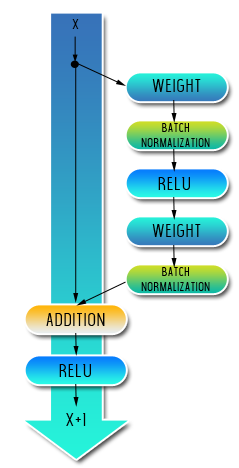 X
WEIGHT
BATCH
NORMALIZATION
RELU
WEIGHT
BATCH
NORMALIZATION
ADDITION
RELU
X+1